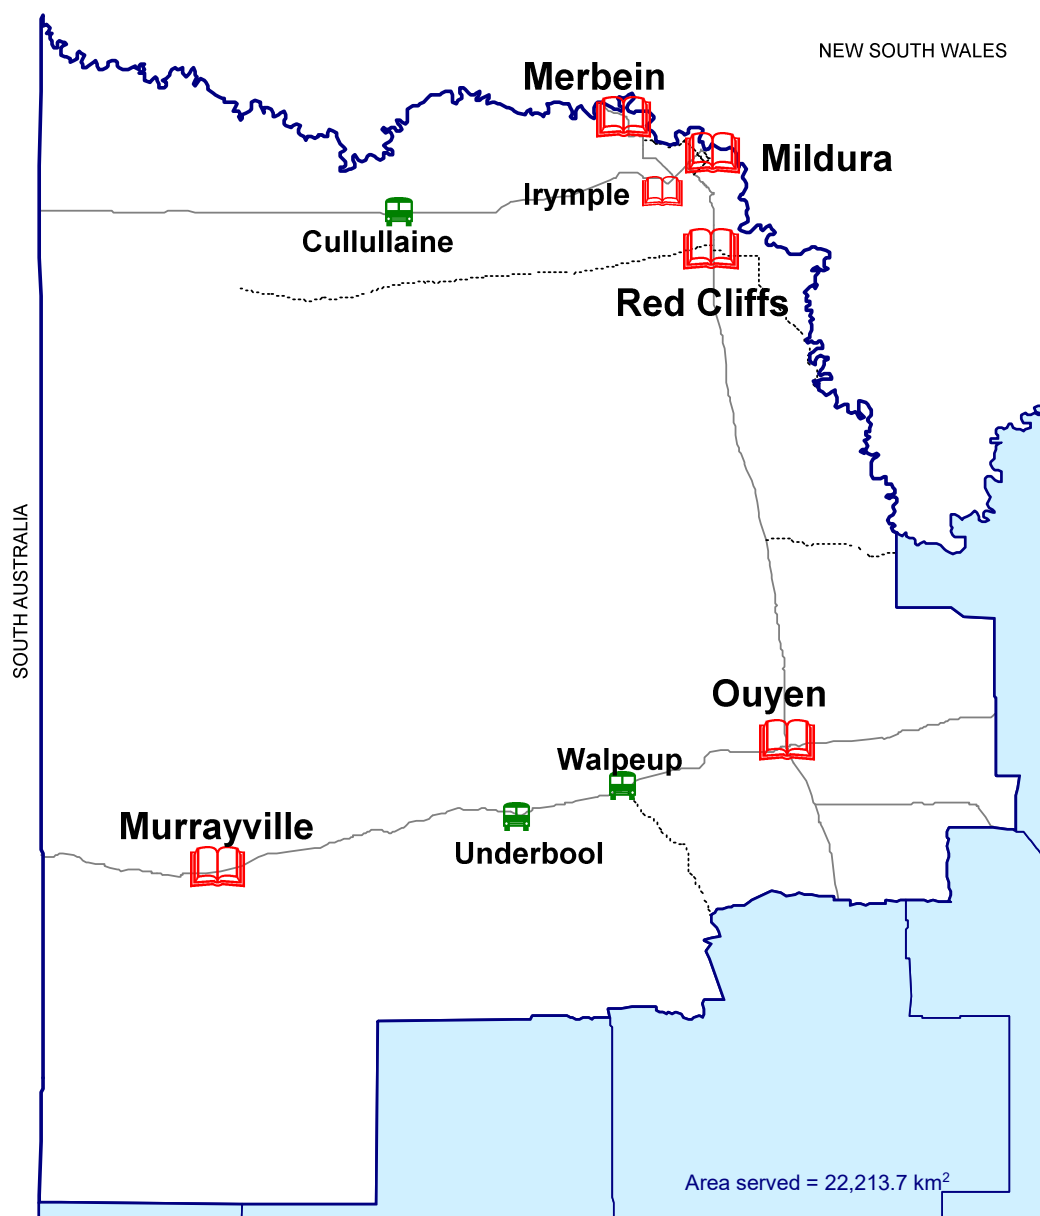 NEW SOUTH WALES
Merbein
Mildura
Irymple
Cullullaine
Red Cliffs
SOUTH AUSTRALIA
Ouyen
Walpeup
Murrayville
Underbool
Area served = 22,213.7 km²